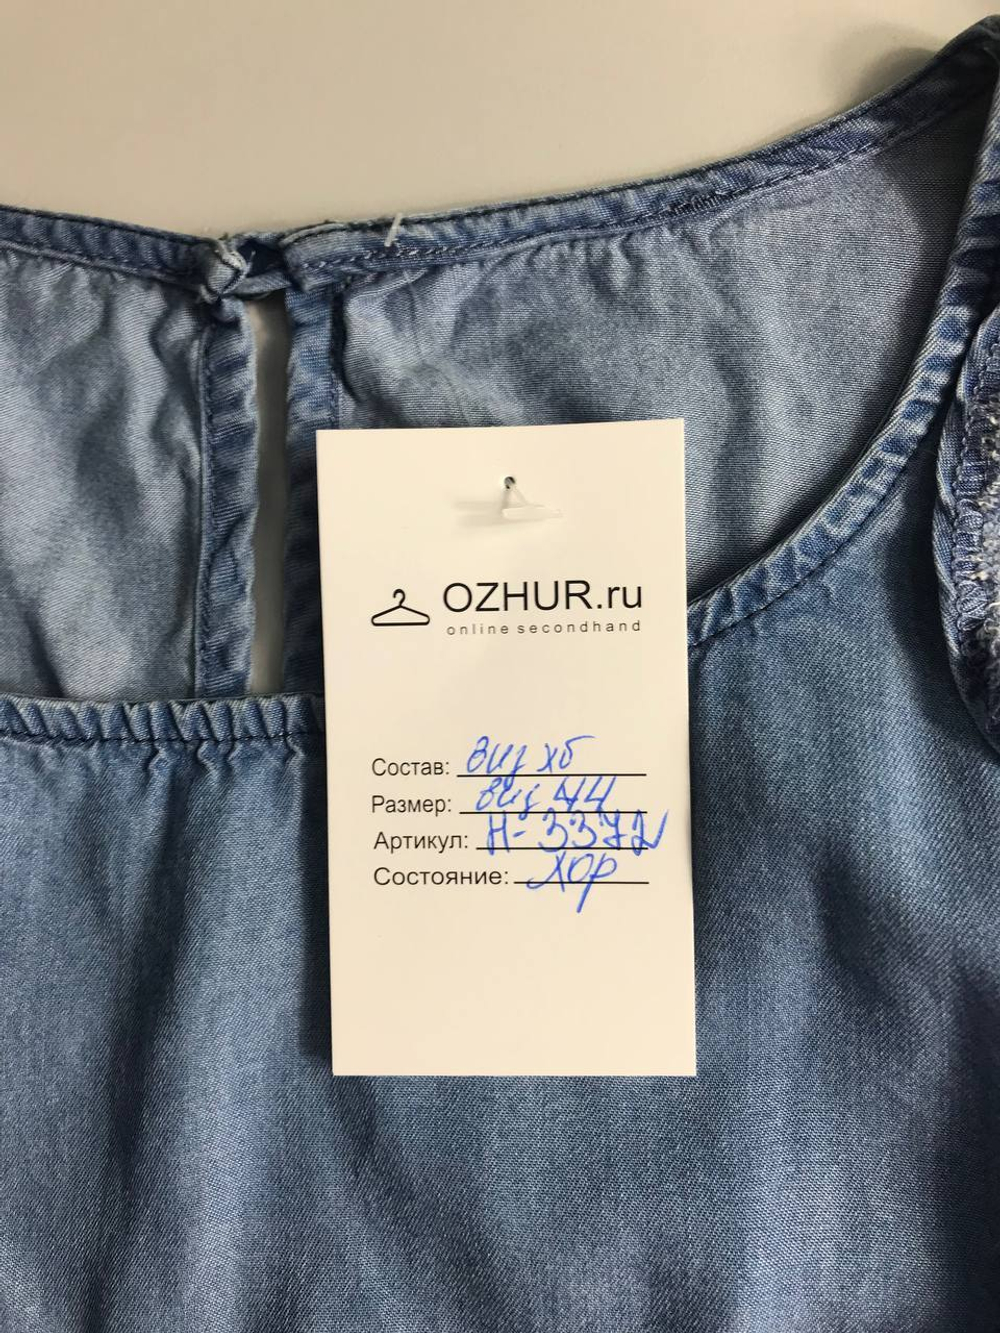 OZHUR.ru
online secondhand
Состав: виз хб
Размер: виз 44
Артикул: Н-3372
Состояние: хор